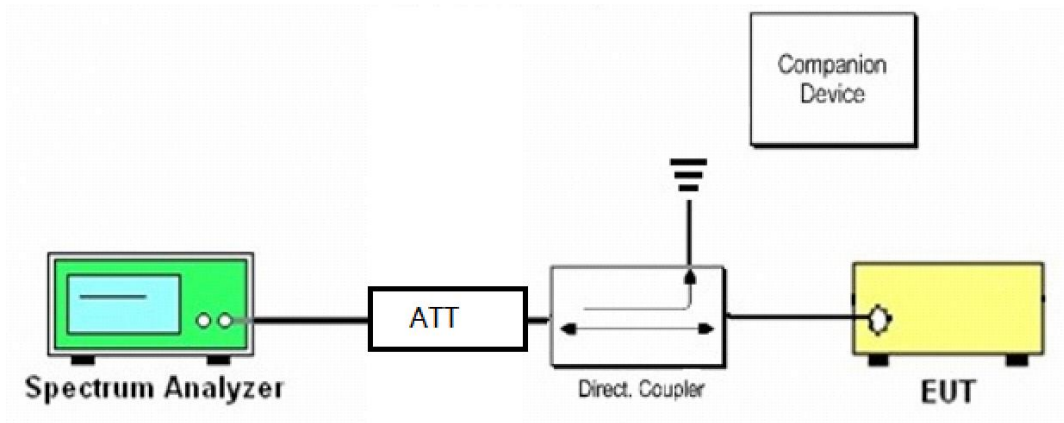 Companion
Device
ATT
Spectrum Analyzer
Direct. Coupler
EUT